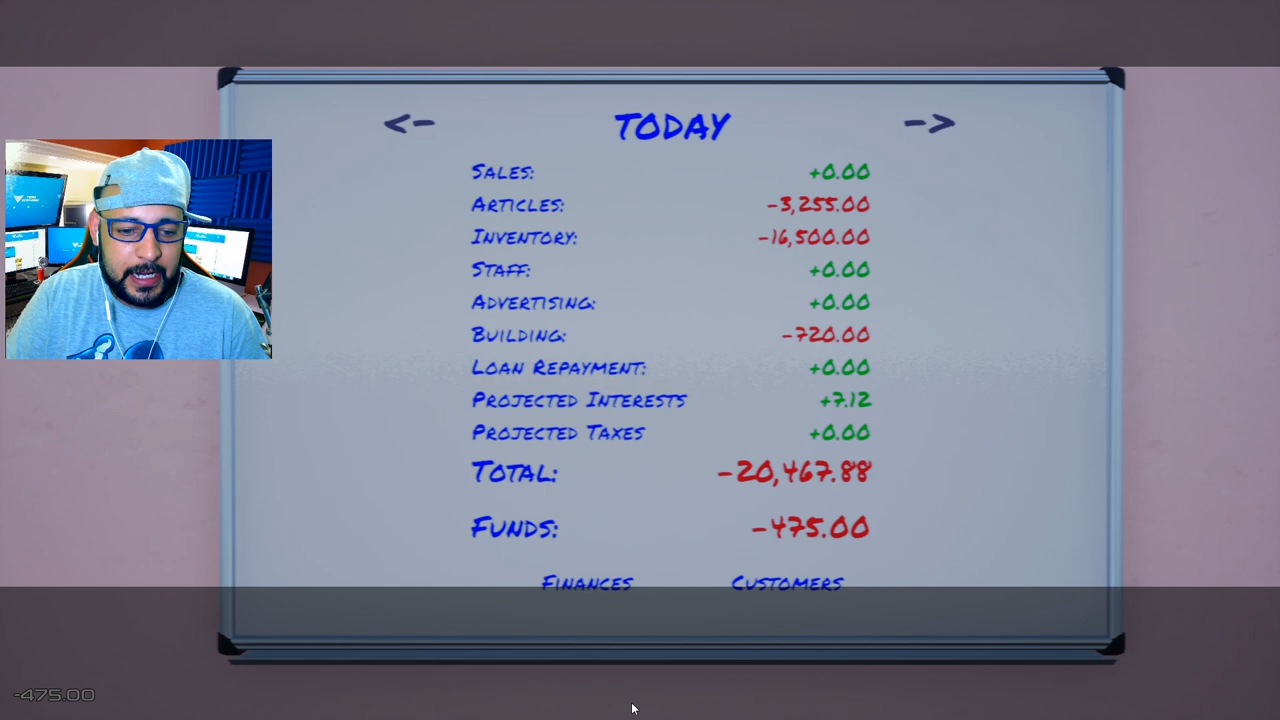 <- TODAY ->
SALES: +0.00
ARTICLES: -3,255.00
INVENTORY: -16,500.00
STAFF: +0.00
ADVERTISING: +0.00
BUILDING: -720.00
LOAN REPAYMENT: +0.00
PROJECTED INTERESTS +7.12
PROJECTED TAXES +0.00
TOTAL: -20,467.88
FUNDS: -475.00
FINANCES CUSTOMERS
-475.00